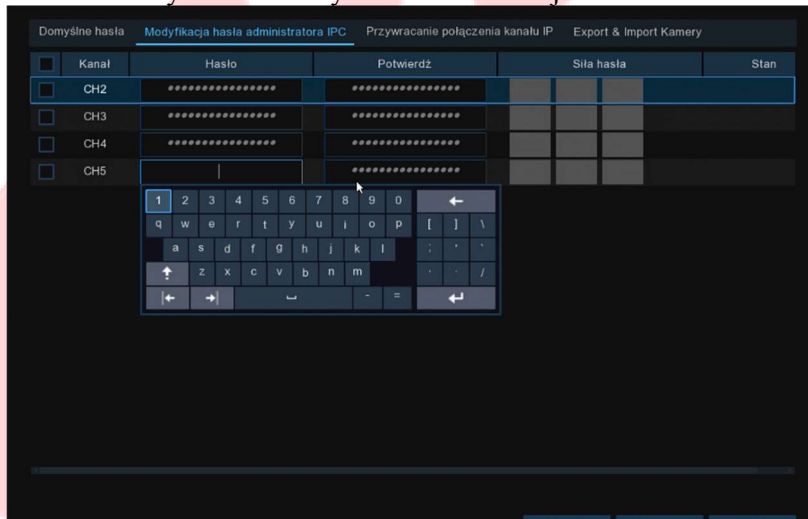 Domyślne hasła Modyfikacja hasła administratora IPC Przywracanie połączenia kanału IP Export & Import Kamery
Kanał Hasło Potwierdź Siła hasła Stan
CH2 **************** ****************
CH3 **************** ****************
CH4 **************** ****************
CH5 ****************
1 2 3 4 5 6 7 8 9 0
q w e r t y u i o p [ ] \
a s d f g h j k l ; ' `
z x c v b n m , . /
- =